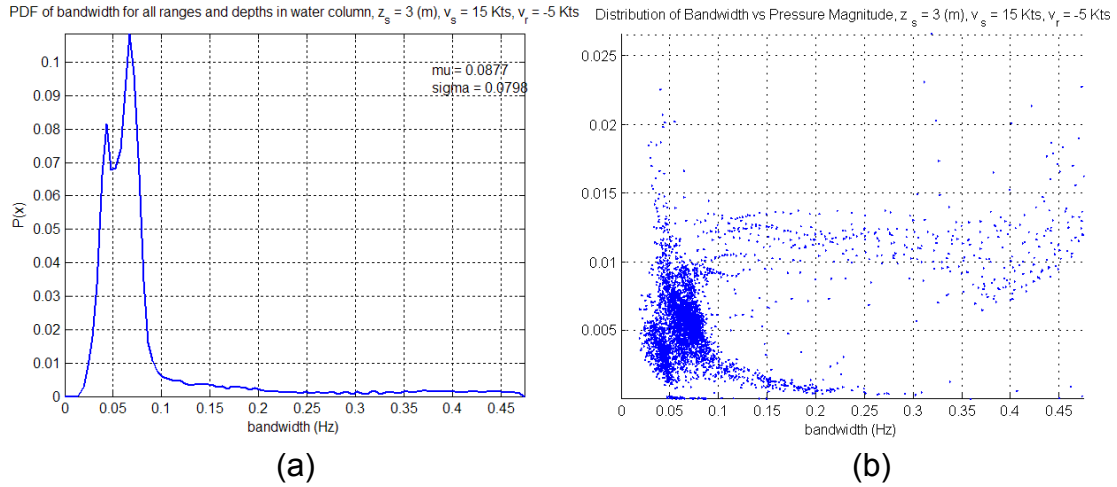 PDF of bandwidth for all ranges and depths in water column, z_s = 3 (m), v_s = 15 Kts, v_r = -5 Kts
0.1
0.09
0.08
0.07
0.06
0.05
0.04
0.03
0.02
0.01
0
P(x)
mu = 0.0877
sigma = 0.0798
0 0.05 0.1 0.15 0.2 0.25 0.3 0.35 0.4 0.45
bandwidth (Hz)
(a)
Distribution of Bandwidth vs Pressure Magnitude, z_s = 3 (m), v_s = 15 Kts, v_r = -5 Kts
0.025
0.02
0.015
0.01
0.005
0 0.05 0.1 0.15 0.2 0.25 0.3 0.35 0.4 0.45
bandwidth (Hz)
(b)